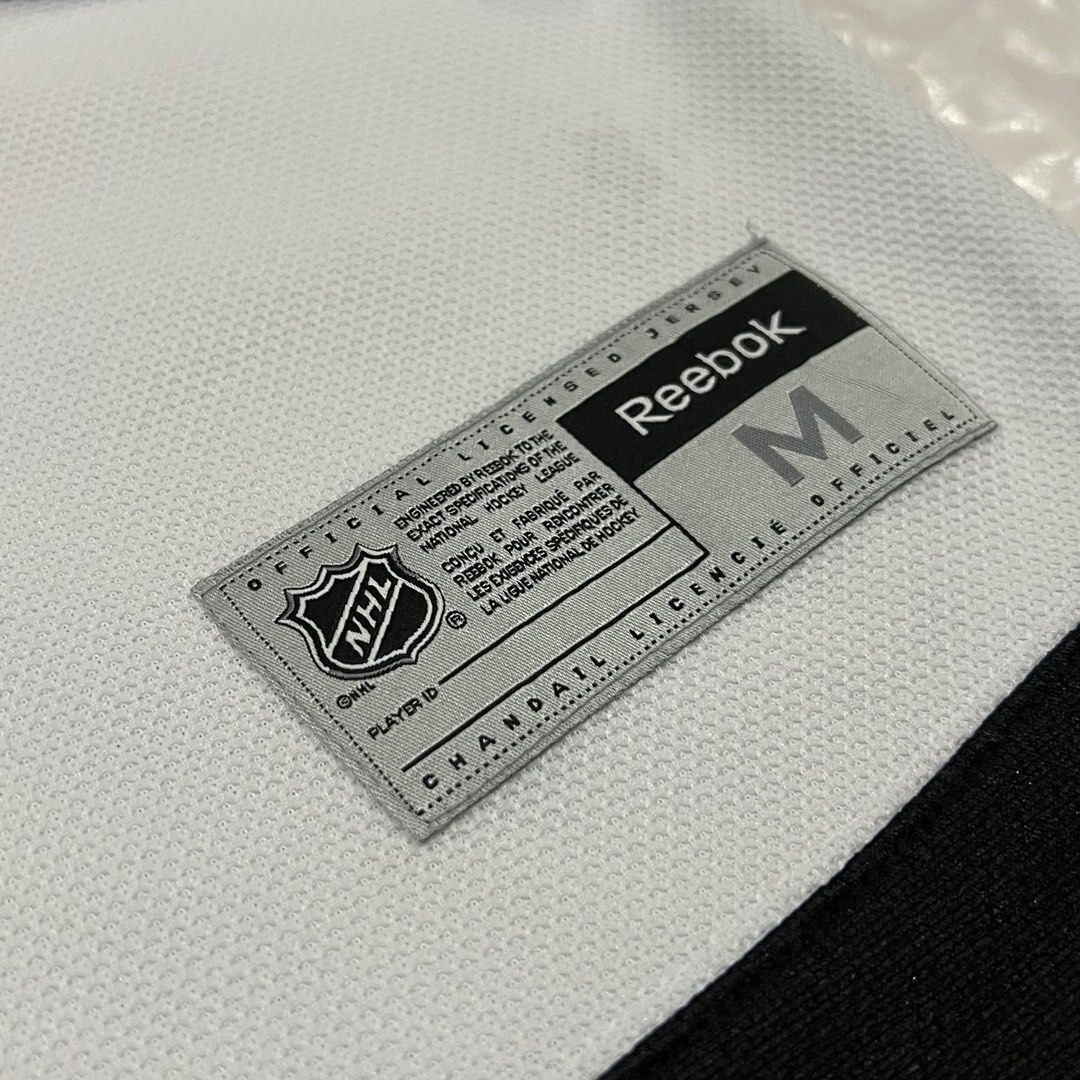 OFFICIAL LICENSED JERSEY
Reebok
M
ENGINEERED BY REEBOK TO THE
EXACT SPECIFICATIONS OF THE
NATIONAL HOCKEY LEAGUE
CONÇU ET FABRIQUÉ PAR
REEBOK POUR RENCONTRER
LES EXIGENCES SPÉCIFIQUES DE
LA LIGUE NATIONAL DE HOCKEY
NHL
®
©NHL
PLAYER ID
CHANDAIL LICENCIÉ OFFICIEL